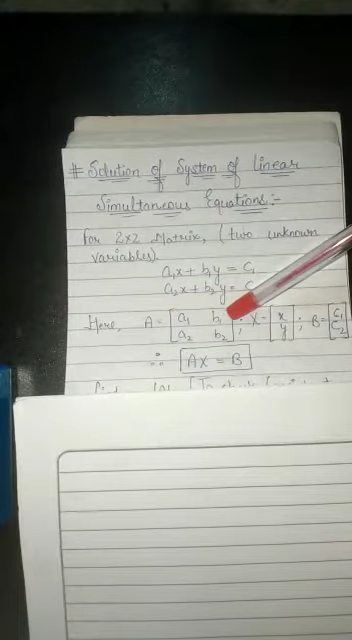 # Solution of System of Linear
Simultaneous Equations:-
For 2x2 Matrix, (two unknown
variables).
a₁x + b₁y = c₁
a₂x + b₂y = c
Here, A = [a₁ b₁ a₂ b₂]; X = [x y]; B = [c₁ c₂]
∴ AX = B